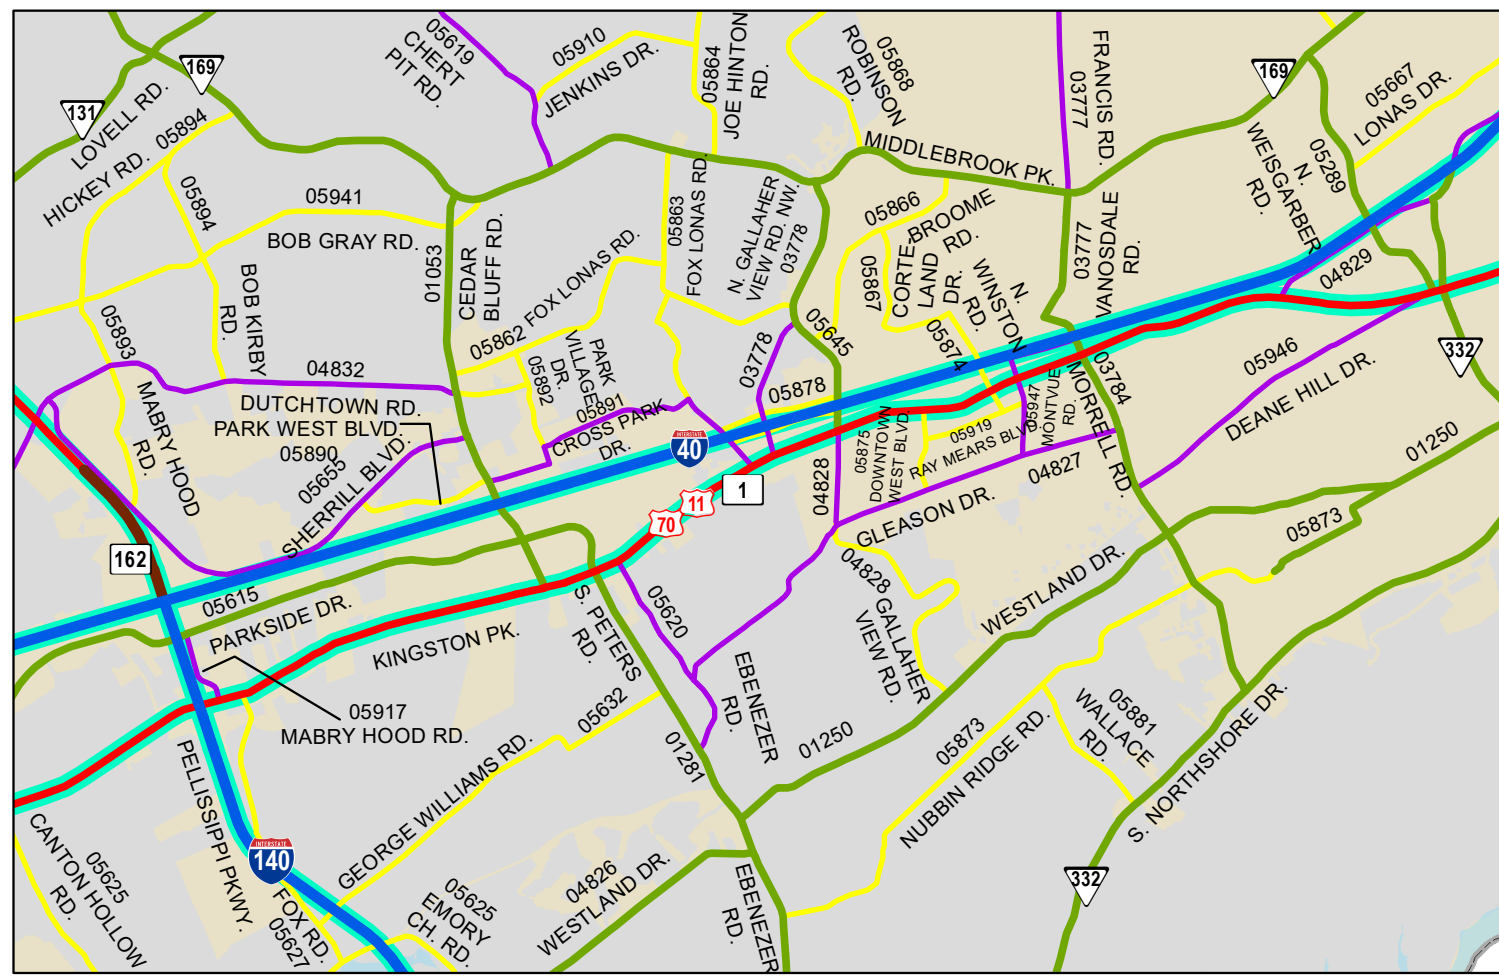 169
131
LOVELL RD.
HICKEY RD.
05894
05894
05941
BOB GRAY RD.
BOB KIRBY
RD.
05893
MABRY HOOD
RD.
04832
DUTCHTOWN RD.
PARK WEST BLVD.
05890
05655
SHERRILL BLVD.
162
05619
CHERT
PIT RD.
05910
JENKINS DR.
05864
JOE HINTON
RD.
05868
ROBINSON
RD.
MIDDLEBROOK PK.
FRANCIS RD.
03777
169
05667
LONAS DR.
05289
N.
WEISGARBER
RD.
01053
CEDAR
BLUFF RD.
05862 FOX LONAS RD.
05863
FOX LONAS RD.
N. GALLAHER
VIEW RD, NW.
03778
05866
BROOME
RD.
05867
CORTE-
LAND
DR.
N.
WINSTON
RD.
03777
VANOSDALE
RD.
04829
05645
03778
05874
05878
PARK
VILLAGE
DR.
05892
05891
CROSS PARK
DR.
INTERSTATE
40
1
11
70
04828
05875
DOWNTOWN
WEST BLVD.
05919
RAY MEARS BLVD.
05947
MONTVUE
RD.
03784
MORRELL RD.
05946
DEANE HILL DR.
332
01250
04827
GLEASON DR.
05873
WESTLAND DR.
05615
PARKSIDE DR.
KINGSTON PK.
S. PETERS
RD.
05620
EBENEZER
RD.
04828 GALLAHER
VIEW RD.
05917
MABRY HOOD RD.
05632
GEORGE WILLIAMS RD.
01281
01250
05873
NUBBIN RIDGE RD.
05881
WALLACE
RD.
S. NORTHSHORE DR.
332
PELLISSIPPI PKWY.
INTERSTATE
140
CANTON HOLLOW
RD.
05625
FOX RD.
05627
05625
EMORY
CH. RD.
04826
WESTLAND DR.
EBENEZER
RD.